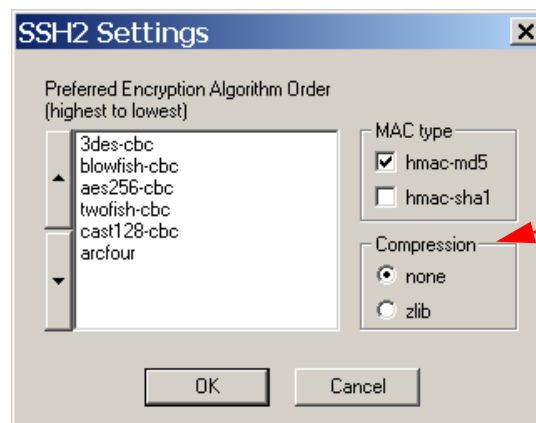 SSH2 Settings
Preferred Encryption Algorithm Order
(highest to lowest)
3des-cbc
blowfish-cbc
aes256-cbc
twofish-cbc
cast128-cbc
arcfour
MAC type
hmac-md5
hmac-sha1
Compression
none
zlib
OK
Cancel